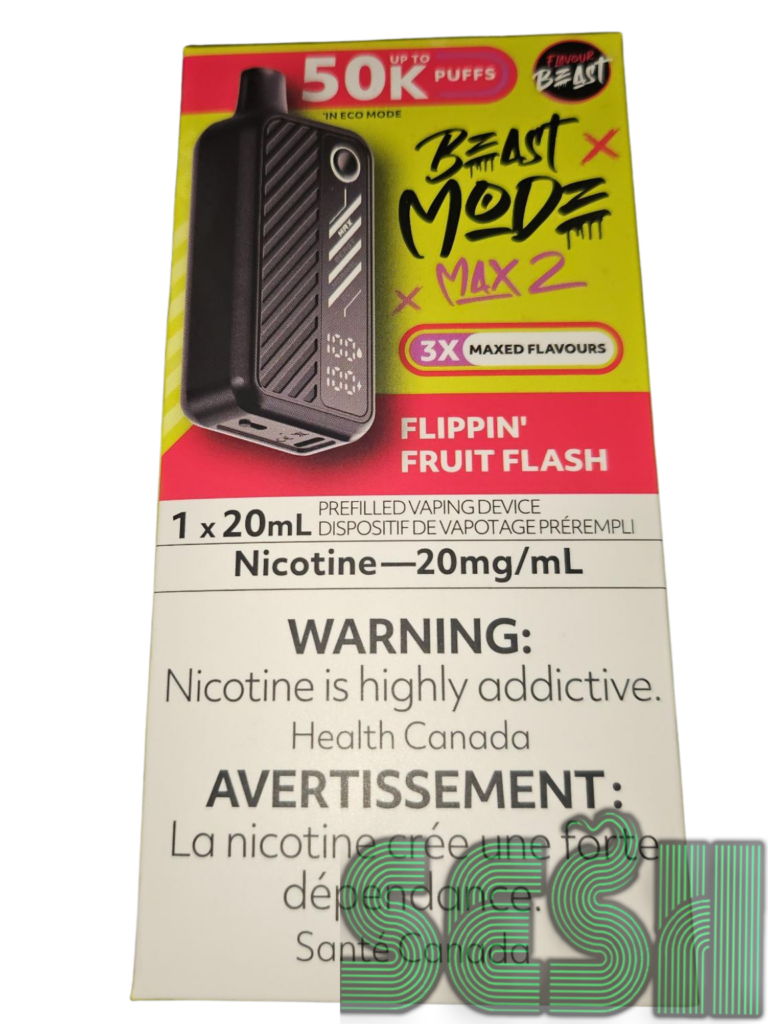 UP TO
50K PUFFS
*IN ECO MODE
FLAVOUR
BEAST
BEAST
MODE
MAX 2
MAX
3X MAXED FLAVOURS
FLIPPIN'
FRUIT FLASH
1 x 20mL PREFILLED VAPING DEVICE
DISPOSITIF DE VAPOTAGE PRÉREMPLI
Nicotine—20mg/mL
WARNING:
Nicotine is highly addictive.
Health Canada
AVERTISSEMENT :
La nicotine crée une forte
dépendance.
Santé Canada
SESH